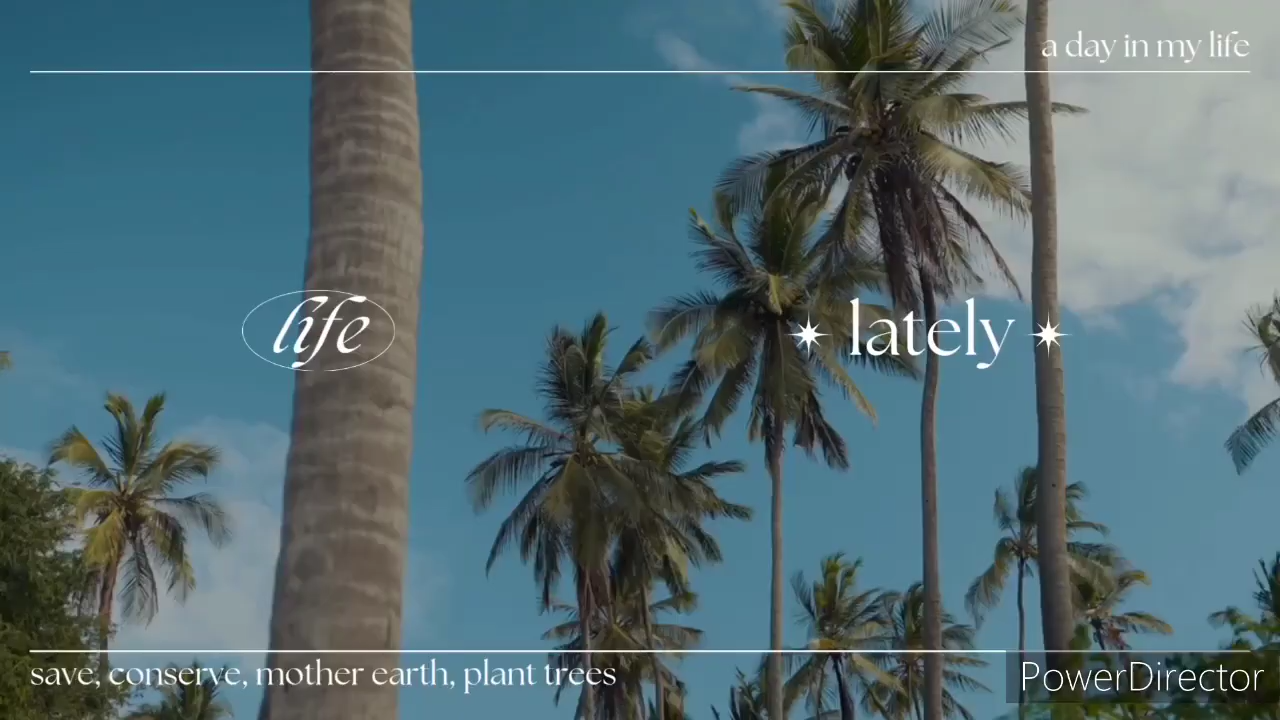 a day in my life
life
lately
save, conserve, mother earth, plant trees
PowerDirector